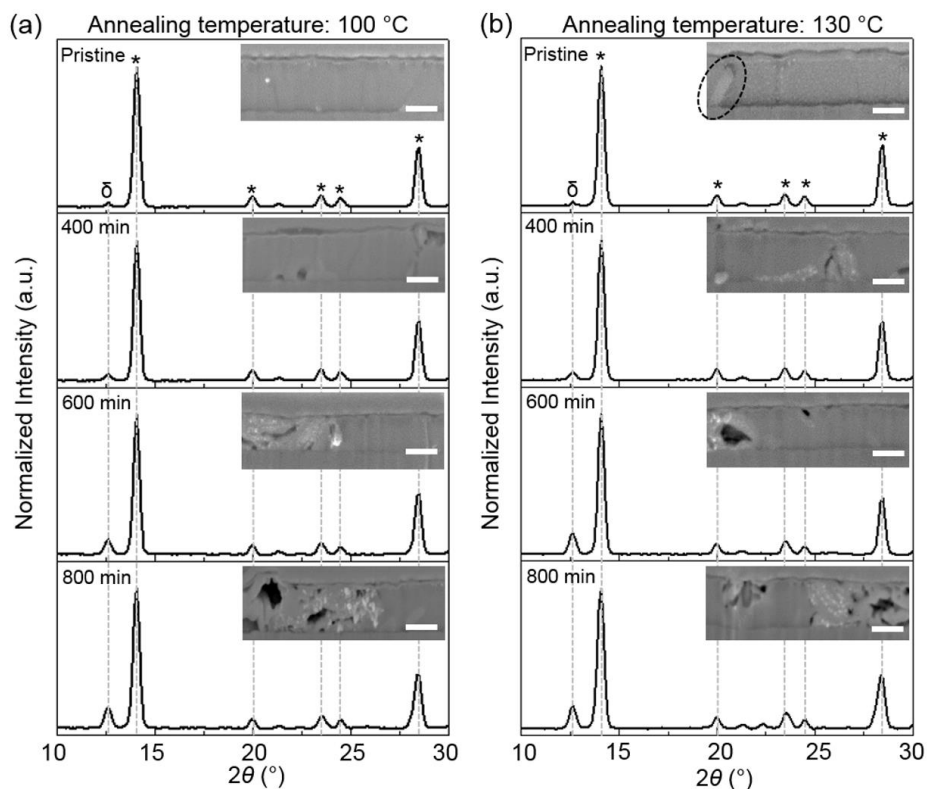 (a) Annealing temperature: 100 °C
Pristine
*
δ
* * *
*
400 min
600 min
800 min
10 15 20 25 30
2θ (°)
Normalized Intensity (a.u.)
(b) Annealing temperature: 130 °C
Pristine
*
δ
* * *
*
400 min
600 min
800 min
10 15 20 25 30
2θ (°)
Normalized Intensity (a.u.)